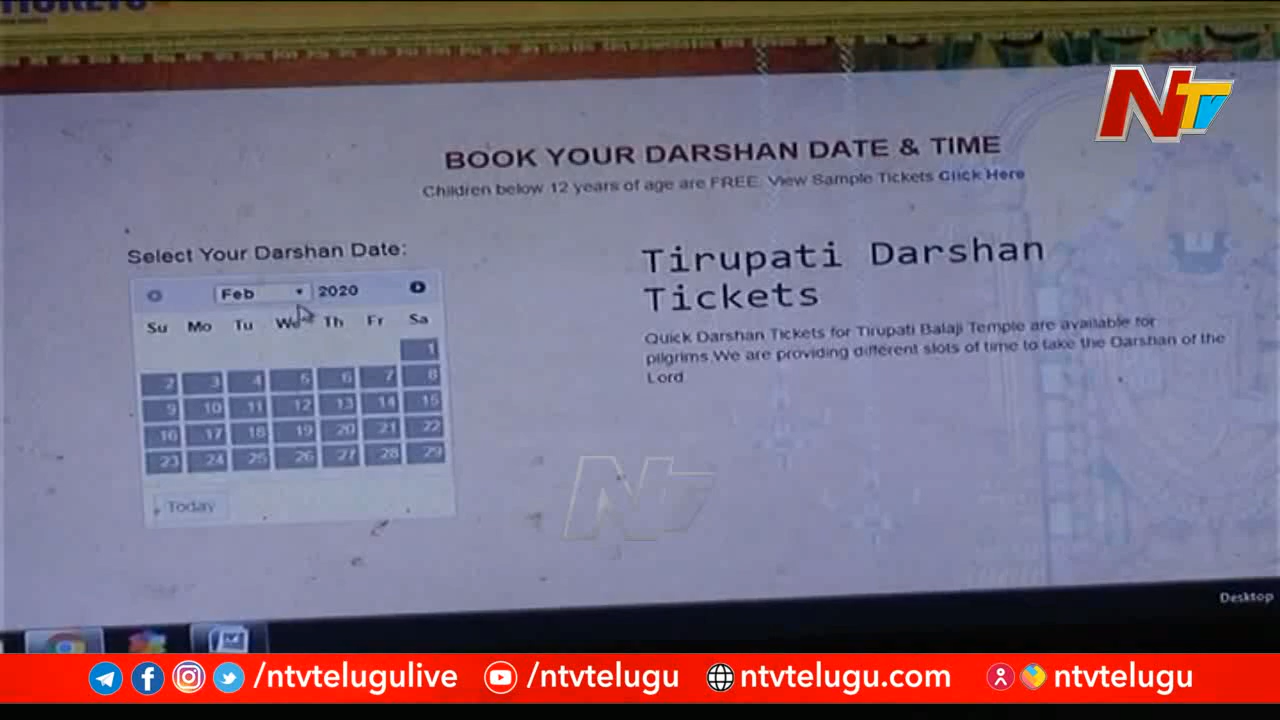 TICKETS
NTV
BOOK YOUR DARSHAN DATE & TIME
Children below 12 years of age are FREE. View Sample Tickets Click Here
Select Your Darshan Date:
Feb 2020
Su Mo Tu We Th Fr Sa
1
2 3 4 5 6 7 8
9 10 11 12 13 14 15
16 17 18 19 20 21 22
23 24 25 26 27 28 29
Today
Tirupati Darshan
Tickets
Quick Darshan Tickets for Tirupati Balaji Temple are available for
pilgrims.We are providing different slots of time to take the Darshan of the
Lord
NTV
Desktop
/ntvtelugulive /ntvtelugu ntvtelugu.com ntvtelugu